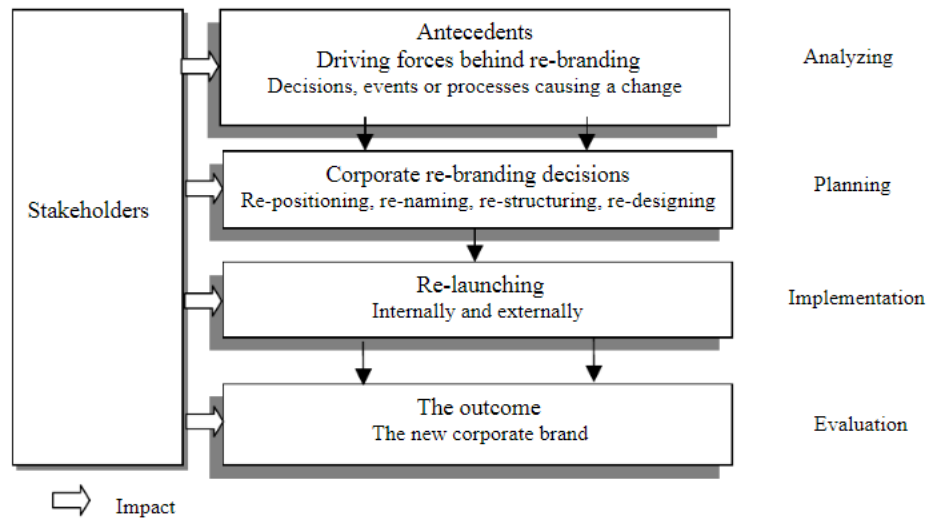 Antecedents
Driving forces behind re-branding
Decisions, events or processes causing a change
Analyzing
Stakeholders
Corporate re-branding decisions
Re-positioning, re-naming, re-structuring, re-designing
Planning
Re-launching
Internally and externally
Implementation
The outcome
The new corporate brand
Evaluation
Impact